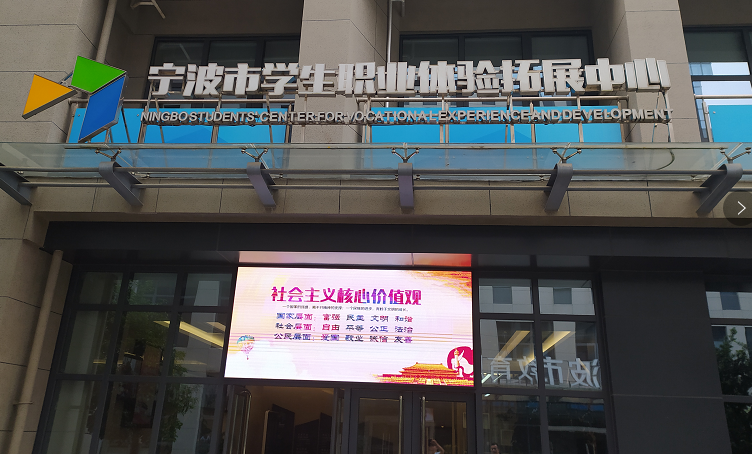 宁波市学生职业体验拓展中心
NINGBO STUDENTS' CENTER FOR VOCATIONAL EXPERIENCE AND DEVELOPMENT
社会主义核心价值观
国家层面：富强 民主 文明 和谐
社会层面：自由 平等 公正 法治
公民层面：爱国 敬业 诚信 友善
波市教育